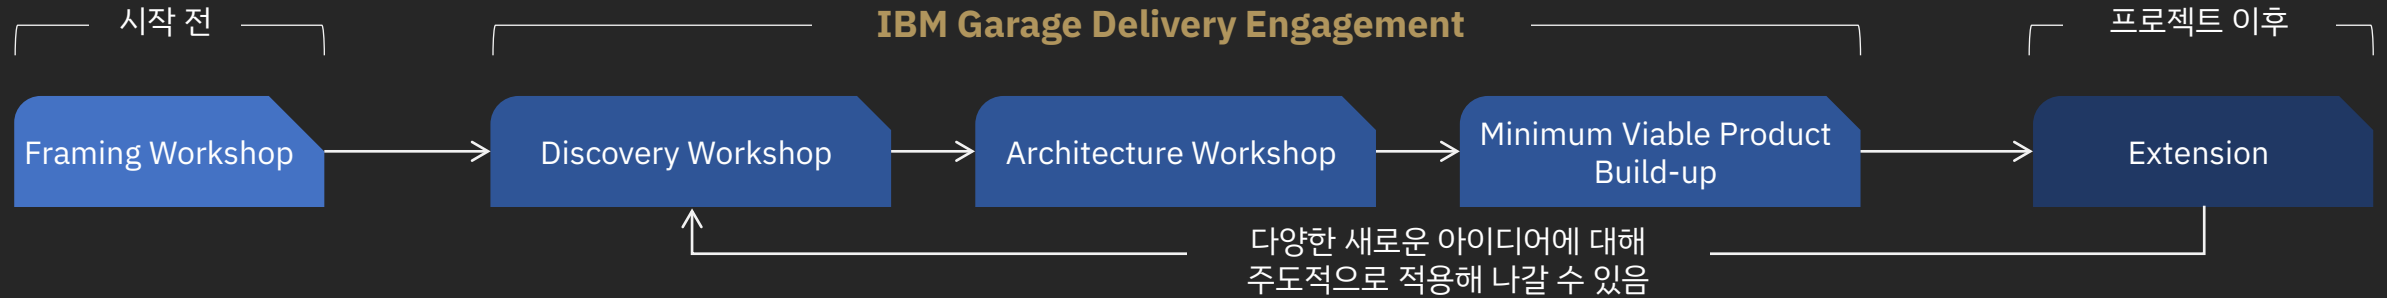 시작 전
IBM Garage Delivery Engagement
프로젝트 이후
Framing Workshop
Discovery Workshop
Architecture Workshop
Minimum Viable Product
Build-up
Extension
다양한 새로운 아이디어에 대해
주도적으로 적용해 나갈 수 있음